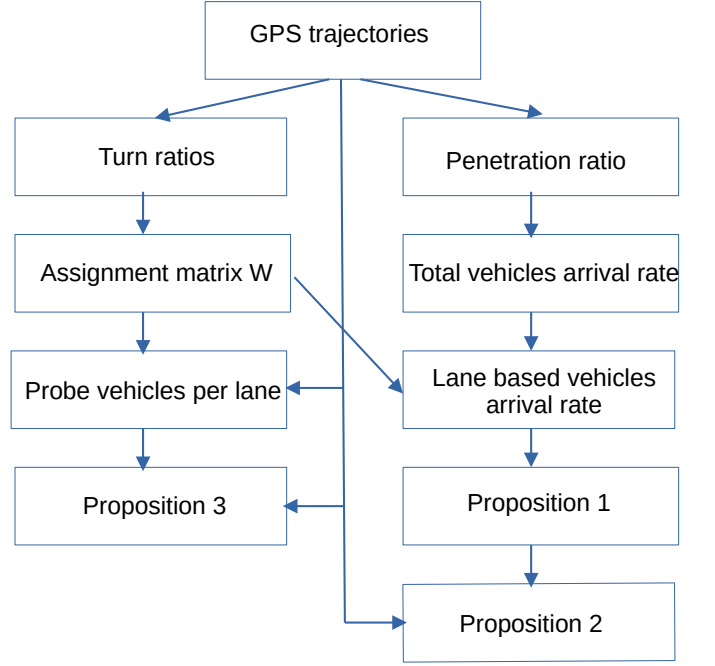 GPS trajectories
Turn ratios
Penetration ratio
Assignment matrix W
Total vehicles arrival rate
Probe vehicles per lane
Lane based vehicles
arrival rate
Proposition 3
Proposition 1
Proposition 2